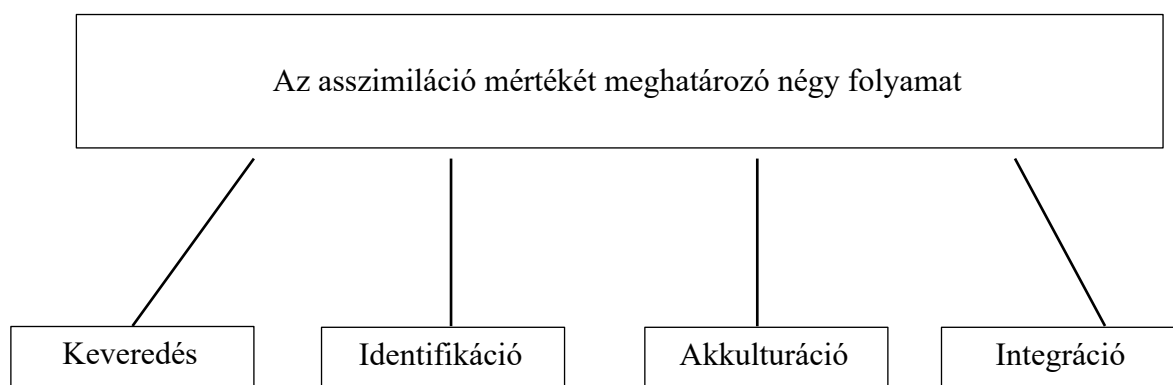 Az asszimiláció mértékét meghatározó négy folyamat
Keveredés
Identifikáció
Akkulturáció
Integráció